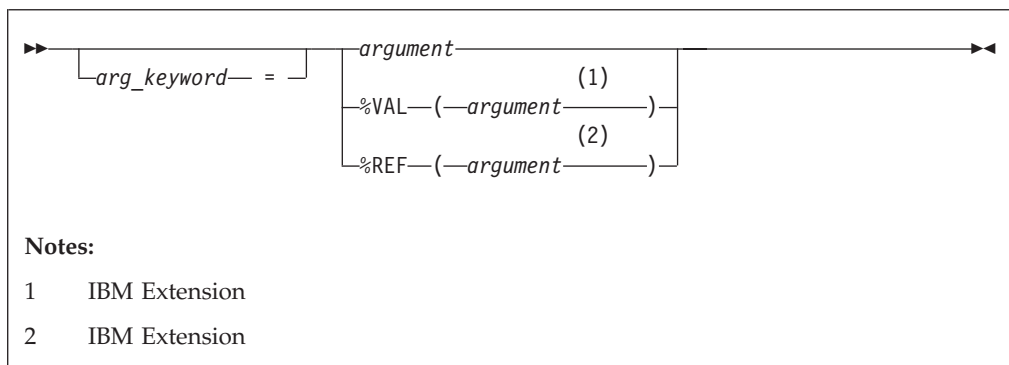 argument
arg_keyword =
(1)
%VAL ( argument )
(2)
%REF ( argument )
Notes:
1 IBM Extension
2 IBM Extension